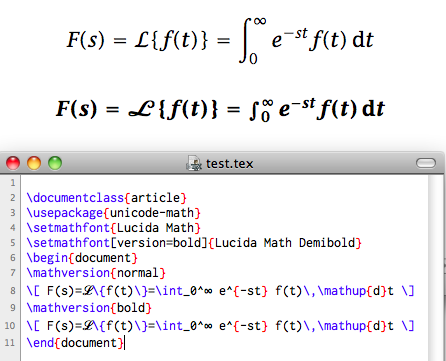 F(s) = ℒ{f(t)} = ∫₀^∞ e^{−st} f(t) dt
F(s) = ℒ{f(t)} = ∫₀^∞ e^{−st} f(t) dt
test.tex
1
2 \documentclass{article}
3 \usepackage{unicode-math}
4 \setmathfont{Lucida Math}
5 \setmathfont[version=bold]{Lucida Math Demibold}
6 \begin{document}
7 \mathversion{normal}
8 \[ F(s)=ℒ\{f(t)\}=\int_0^∞ e^{-st} f(t)\,\mathup{d}t \]
9 \mathversion{bold}
10 \[ F(s)=ℒ\{f(t)\}=\int_0^∞ e^{-st} f(t)\,\mathup{d}t \]
11 \end{document}